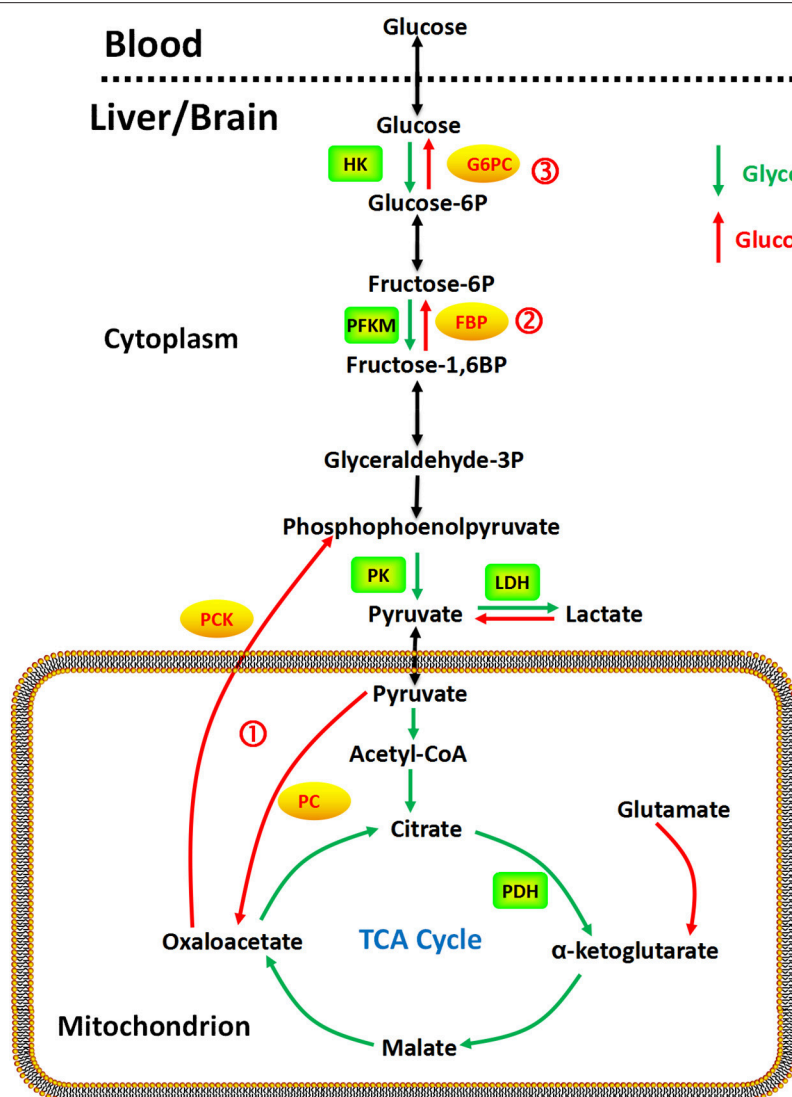 Glucose
Blood
Liver/Brain
Glucose
HK
G6PC
③
Glyco
Glucose-6P
Gluco
Fructose-6P
Cytoplasm
PFKM
FBP
②
Fructose-1,6BP
Glyceraldehyde-3P
Phosphophoenolpyruvate
PK
LDH
PCK
Pyruvate
Lactate
Pyruvate
①
Acetyl-CoA
PC
Glutamate
Citrate
PDH
Oxaloacetate
TCA Cycle
α-ketoglutarate
Mitochondrion
Malate